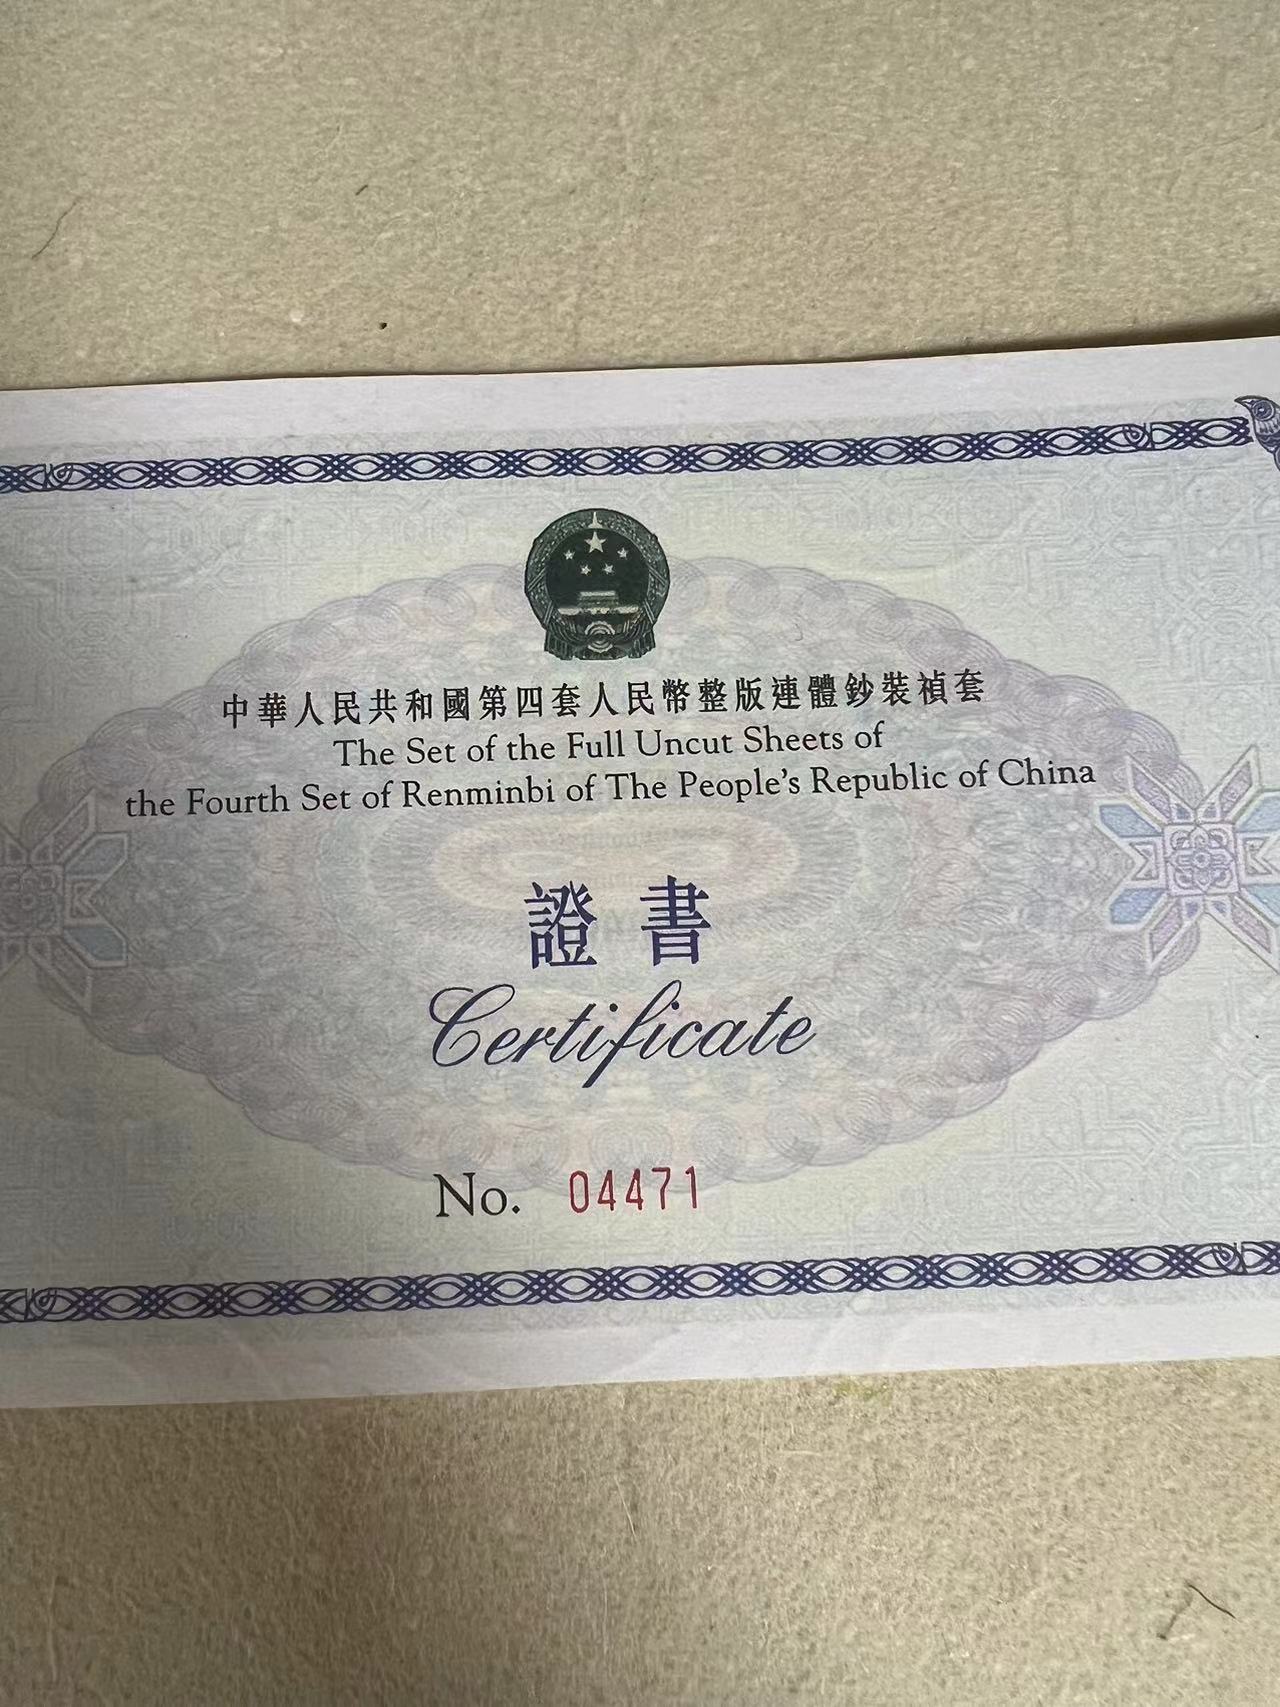 中華人民共和國第四套人民幣整版連體鈔裝禎套
The Set of the Full Uncut Sheets of
the Fourth Set of Renminbi of The People's Republic of China
證書
Certificate
No. 04471